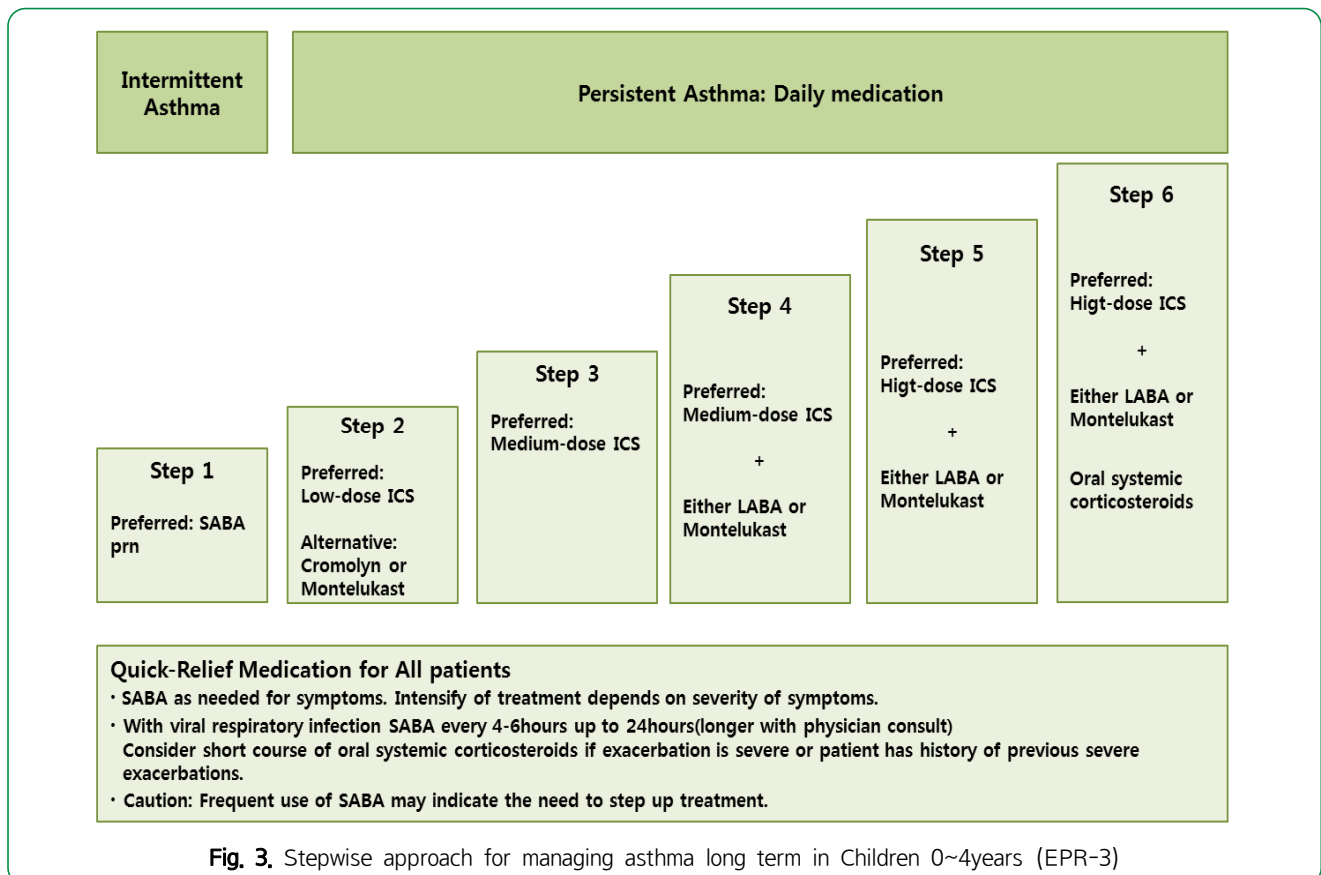 Intermittent
Asthma
Persistent Asthma: Daily medication
Step 1
Preferred: SABA
prn
Step 2
Preferred:
Low-dose ICS
Alternative:
Cromolyn or
Montelukast
Step 3
Preferred:
Medium-dose ICS
Step 4
Preferred:
Medium-dose ICS
+
Either LABA or
Montelukast
Step 5
Preferred:
Higt-dose ICS
+
Either LABA or
Montelukast
Step 6
Preferred:
Higt-dose ICS
+
Either LABA or
Montelukast
Oral systemic
corticosteroids
Quick-Relief Medication for All patients
· SABA as needed for symptoms. Intensify of treatment depends on severity of symptoms.
· With viral respiratory infection SABA every 4-6hours up to 24hours(longer with physician consult)
Consider short course of oral systemic corticosteroids if exacerbation is severe or patient has history of previous severe
exacerbations.
· Caution: Frequent use of SABA may indicate the need to step up treatment.
Fig. 3. Stepwise approach for managing asthma long term in Children 0~4years (EPR-3)